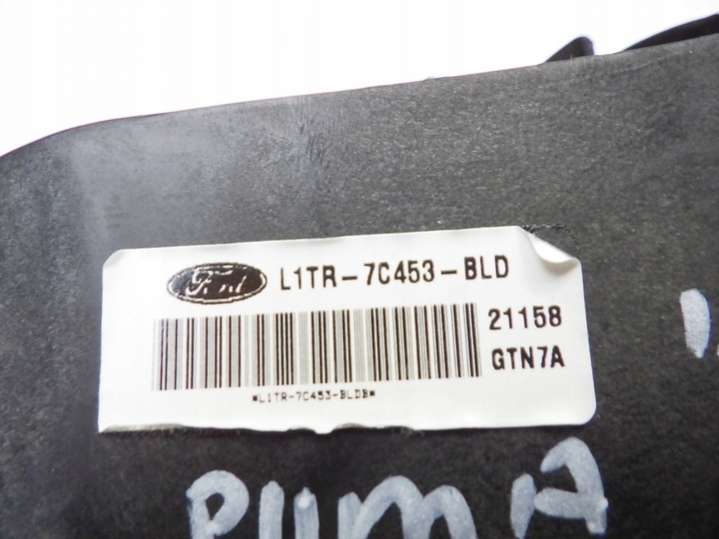 Ford L1TR-7C453-BLD
21158
GTN7A
*L1TR-7C453-BLDB*
PUMA